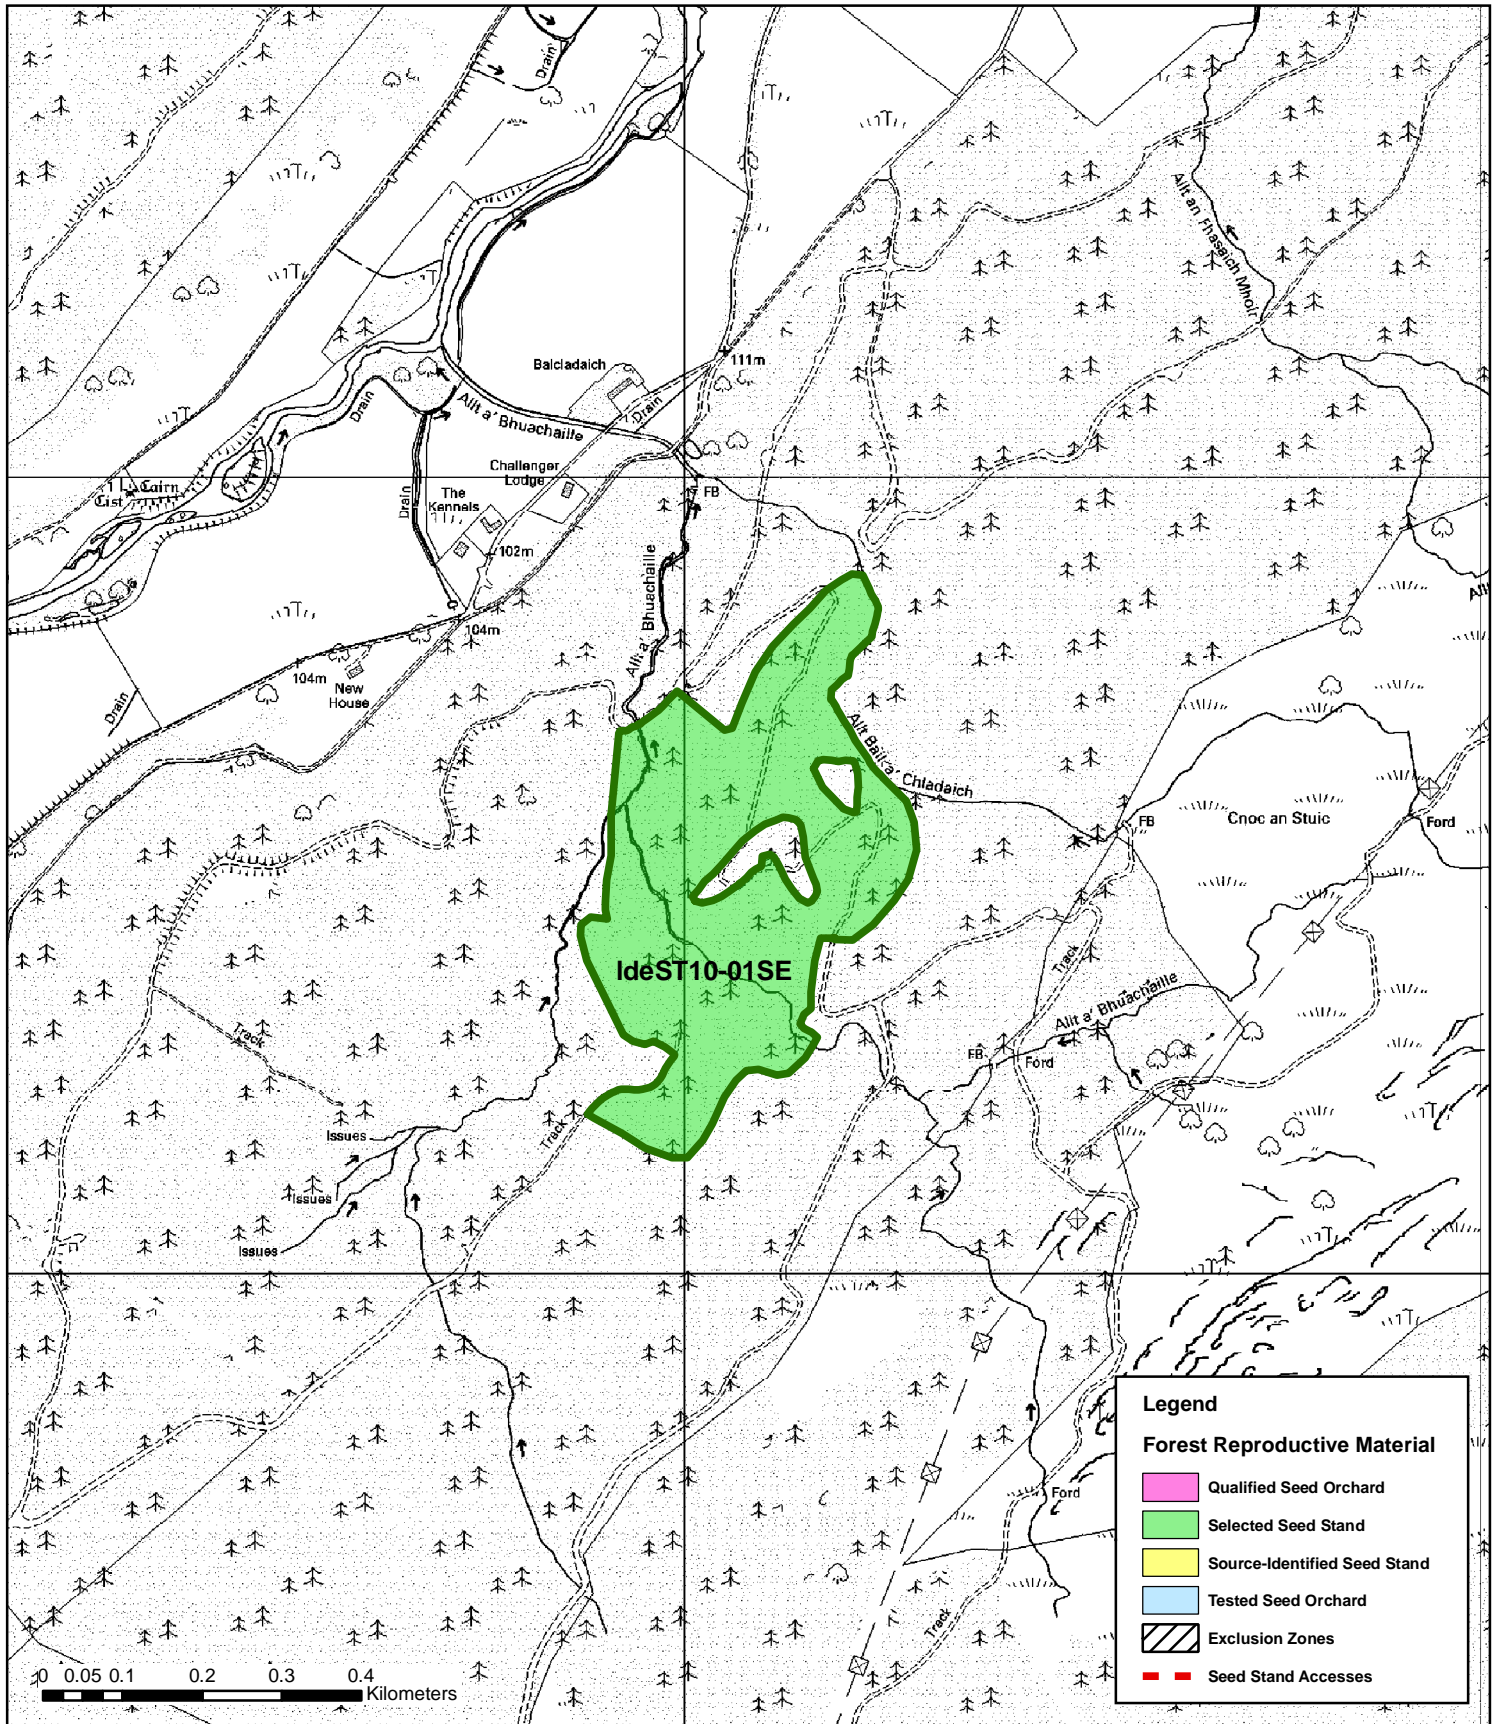 Drain
Allt an Fhasaich Mhoir
111m
Balcladaich
Drain
Drain
Allt a' Bhuachaille
Challenger
Lodge
Cairn
Cist
The
Kennels
Drain
FB
102m
Allt a' Bhuachaille
104m
104m
New
House
Drain
Allt Baile a' Chladaich
FB
Cnoc an Stuic
Ford
IdeST10-01SE
Track
Allt a' Bhuachaille
Track
FB
Ford
Issues
Track
Issues
Issues
Ford
Track
Legend
Forest Reproductive Material
Qualified Seed Orchard
Selected Seed Stand
Source-Identified Seed Stand
Tested Seed Orchard
Exclusion Zones
Seed Stand Accesses
0 0.05 0.1 0.2 0.3 0.4
Kilometers